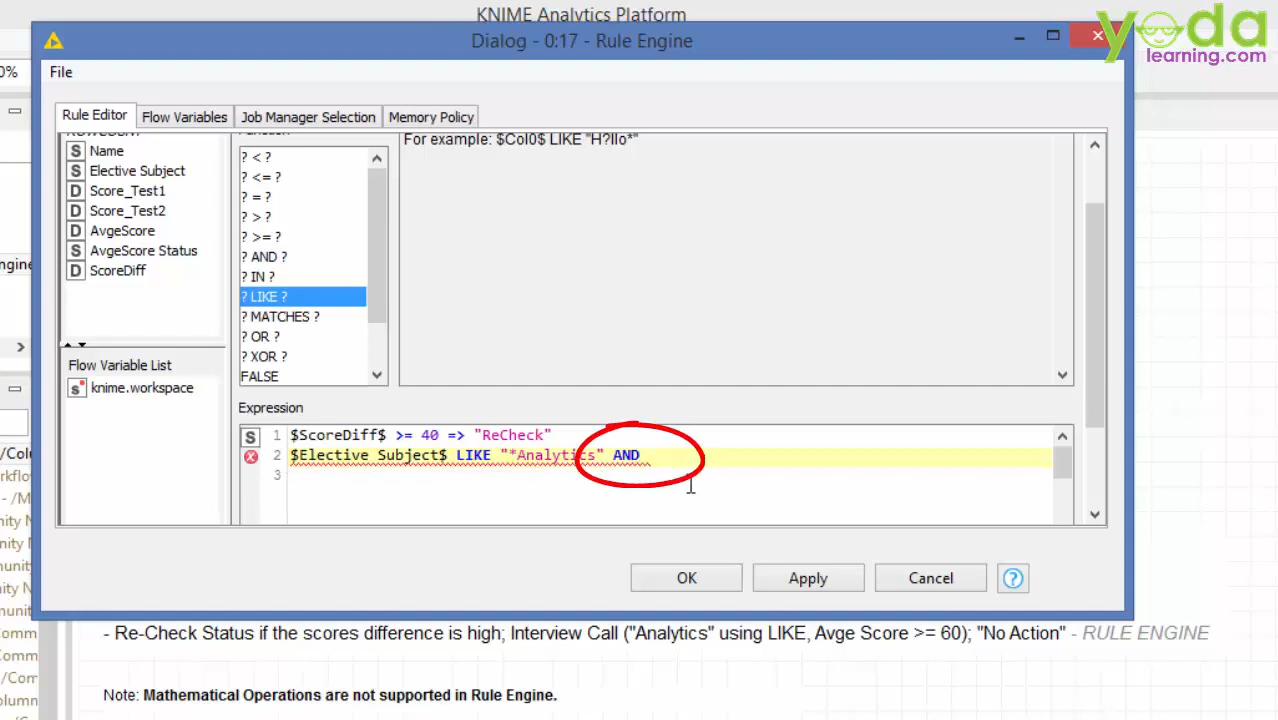 KNIME Analytics Platform
Dialog - 0:17 - Rule Engine
yoda
learning.com
File
0%
Rule Editor
Flow Variables
Job Manager Selection
Memory Policy
Name
Elective Subject
Score_Test1
Score_Test2
AvgeScore
AvgeScore Status
ScoreDiff
Flow Variable List
knime.workspace
? < ?
? <= ?
? = ?
? > ?
? >= ?
? AND ?
? IN ?
? LIKE ?
? MATCHES ?
? OR ?
? XOR ?
FALSE
For example: $Col0$ LIKE "H?llo*"
Expression
1 $ScoreDiff$ >= 40 => "ReCheck"
2 $Elective Subject$ LIKE "*Analytics" AND
3
OK
Apply
Cancel
?
- Re-Check Status if the scores difference is high; Interview Call ("Analytics" using LIKE, Avge Score >= 60); "No Action" - RULE ENGINE
Note: Mathematical Operations are not supported in Rule Engine.